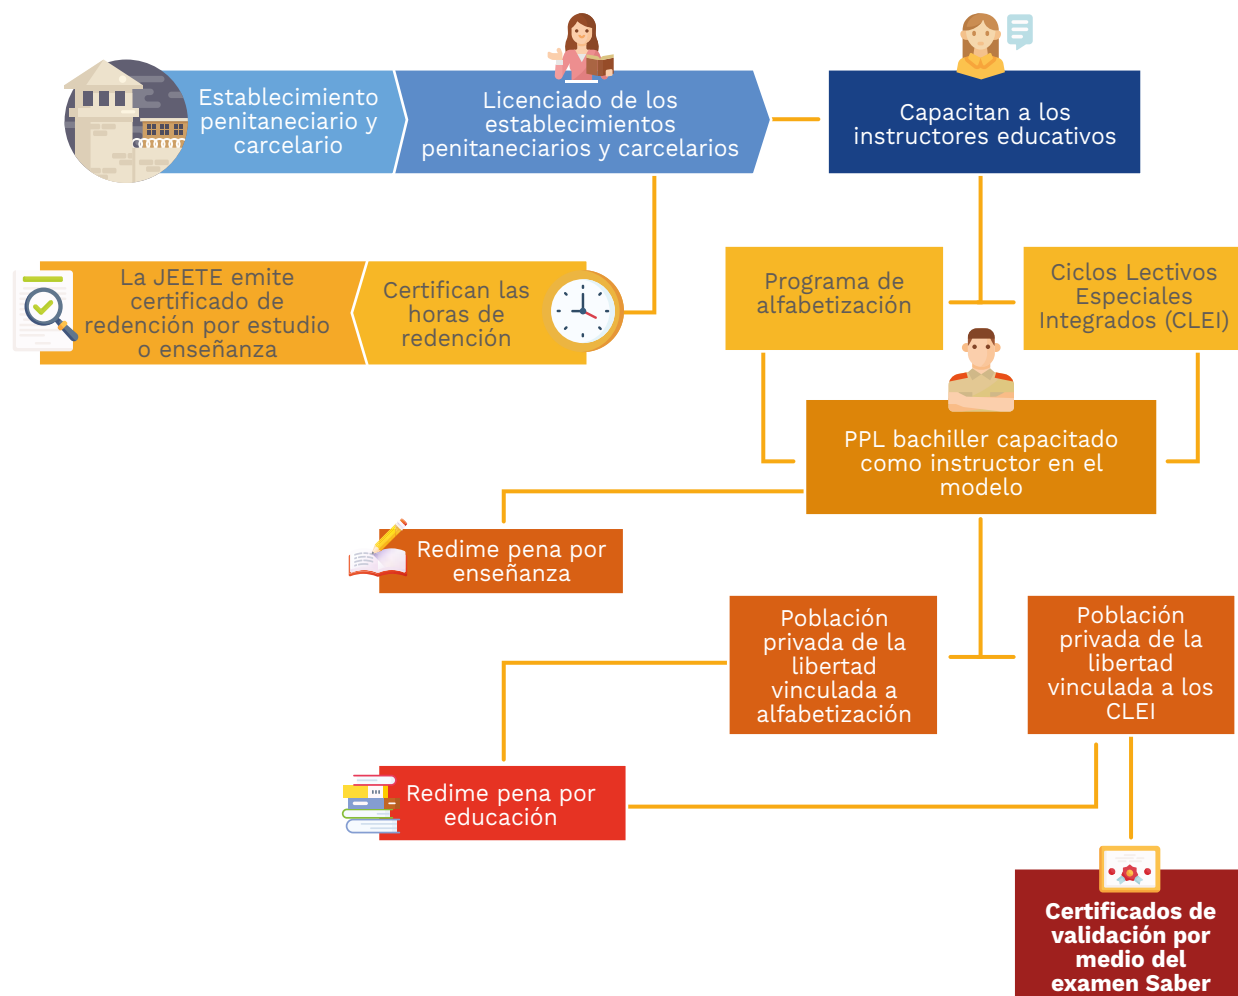 Establecimiento
penitaneciario y
carcelario
Licenciado de los
establecimientos
penitaneciarios y carcelarios
Capacitan a los
instructores educativos
La JEETE emite
certificado de
redención por estudio
o enseñanza
Certifican las
horas de
redención
Programa de
alfabetización
Ciclos Lectivos
Especiales
Integrados (CLEI)
PPL bachiller capacitado
como instructor en el
modelo
Redime pena por
enseñanza
Población
privada de la
libertad
vinculada a
alfabetización
Población
privada de la
libertad
vinculada a los
CLEI
Redime pena por
educación
Certificados de
validación por
medio del
examen Saber